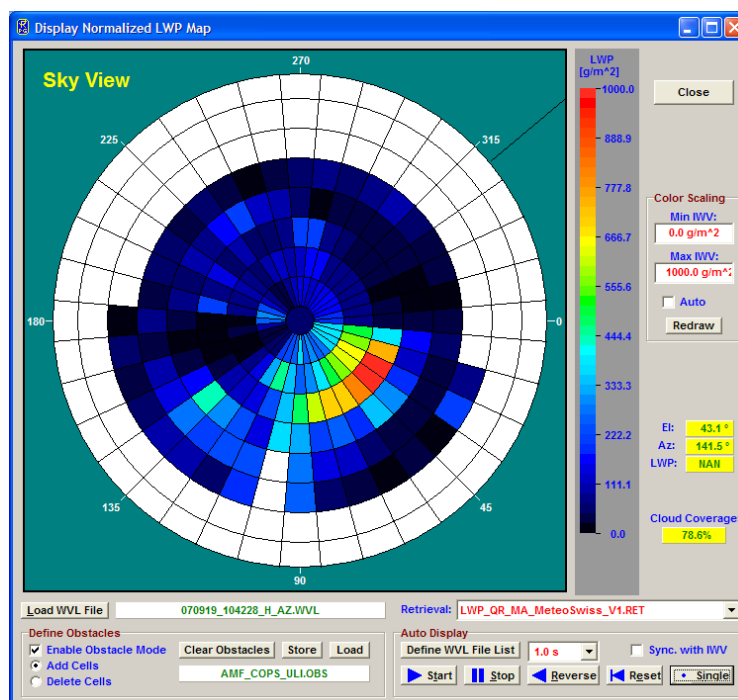 Display Normalized LWP Map
Sky View
270
225
315
180
0
135
45
90
LWP
[g/m^2]
1000.0
888.9
777.8
666.7
555.6
444.4
333.3
222.2
111.1
0.0
Close
Color Scaling
Min IWV:
0.0 g/m^2
Max IWV:
1000.0 g/m^2
Auto
Redraw
El: 43.1 °
Az: 141.5 °
LWP: NAN
Cloud Coverage
78.6%
Load WVL File
070919_104228_H_AZ.WVL
Retrieval: LWP_QR_MA_MeteoSwiss_V1.RET
Define Obstacles
Enable Obstacle Mode
Add Cells
Delete Cells
Clear Obstacles Store Load
AMF_COPS_ULI.OBS
Auto Display
Define WVL File List 1.0 s Sync. with IWV
Start Stop Reverse Reset Single